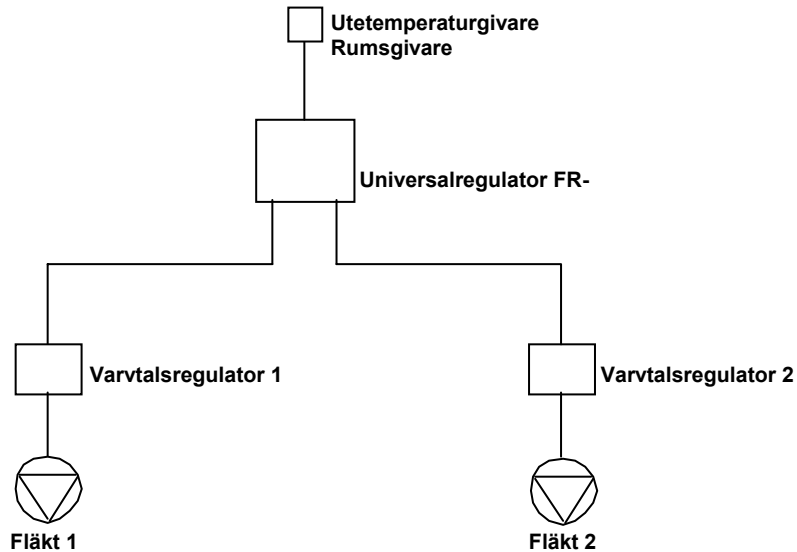 Utetemperaturgivare
Rumsgivare
Universalregulator FR-
Varvtalsregulator 1
Varvtalsregulator 2
Fläkt 1
Fläkt 2